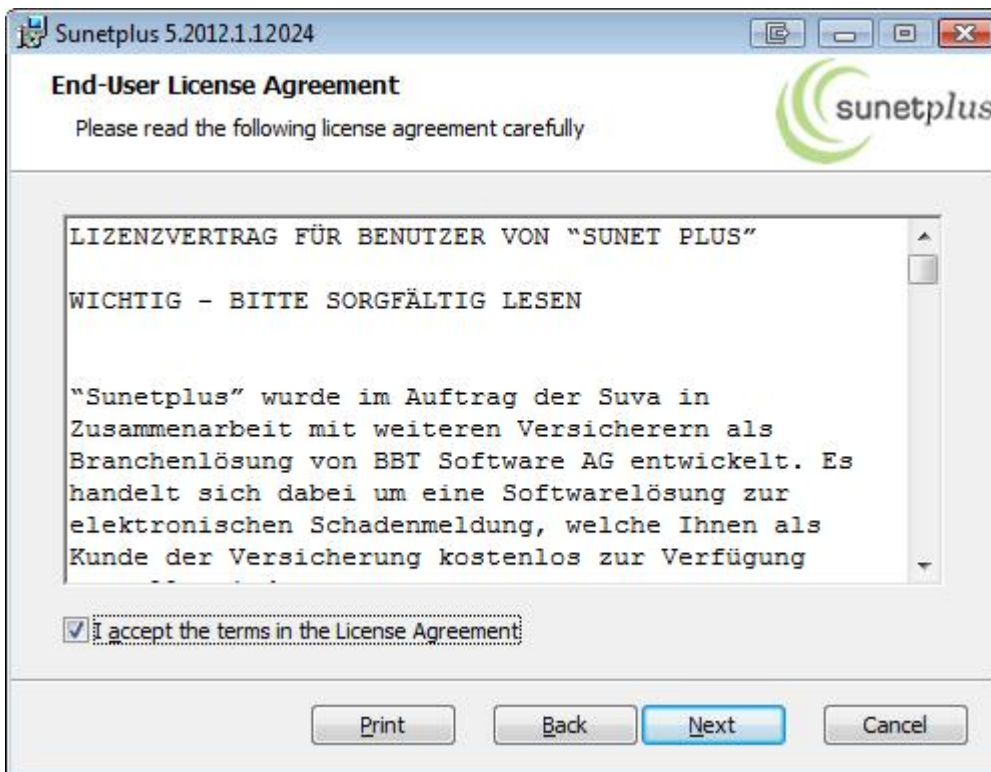 Sunetplus 5.2012.1.12024
End-User License Agreement
Please read the following license agreement carefully
sunetplus
LIZENZVERTRAG FÜR BENUTZER VON “SUNET PLUS”
WICHTIG – BITTE SORGFÄLTIG LESEN
“Sunetplus” wurde im Auftrag der Suva in
Zusammenarbeit mit weiteren Versicherern als
Branchenlösung von BBT Software AG entwickelt. Es
handelt sich dabei um eine Softwarelösung zur
elektronischen Schadenmeldung, welche Ihnen als
Kunde der Versicherung kostenlos zur Verfügung
I accept the terms in the License Agreement
Print Back Next Cancel